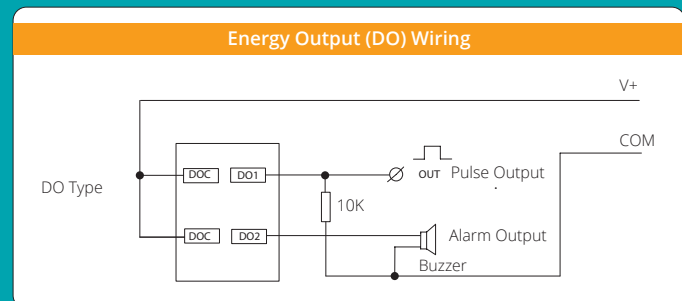 Energy Output (DO) Wiring
V+
COM
DOC DO1
OUT Pulse Output
DO Type
10K
DOC DO2
Alarm Output
Buzzer